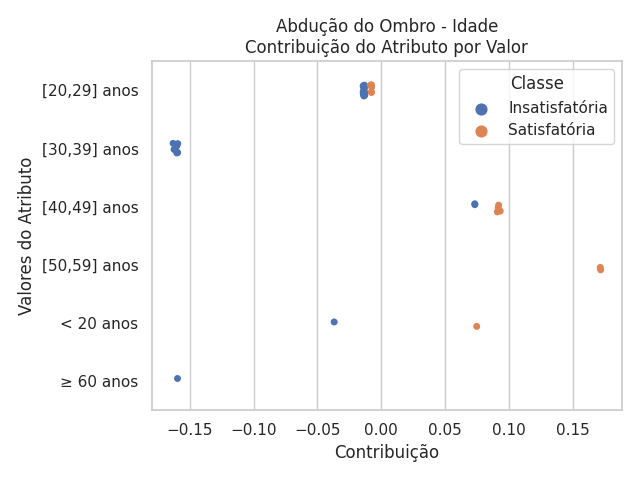 Abdução do Ombro - Idade
Contribuição do Atributo por Valor
Classe
Insatisfatória
Satisfatória
Valores do Atributo
[20,29] anos
[30,39] anos
[40,49] anos
[50,59] anos
< 20 anos
≥ 60 anos
−0.15 −0.10 −0.05 0.00 0.05 0.10 0.15
Contribuição